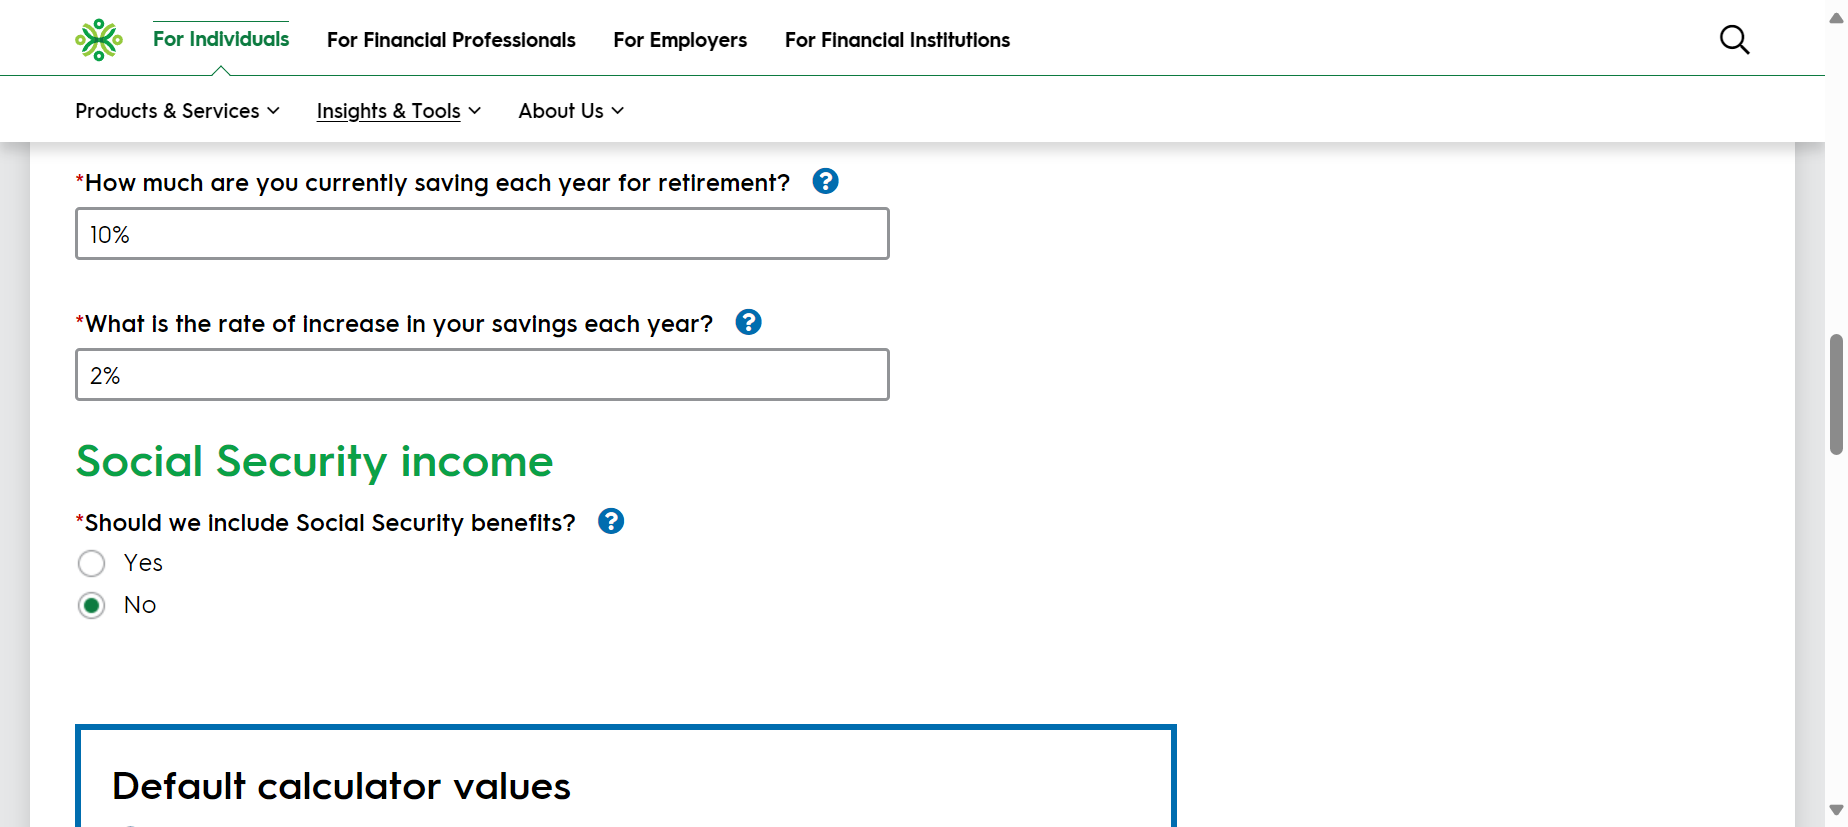 For Individuals For Financial Professionals For Employers For Financial Institutions
Products & Services Insights & Tools About Us
*How much are you currently saving each year for retirement? ?
10%
*What is the rate of increase in your savings each year? ?
2%
Social Security income
*Should we include Social Security benefits? ?
Yes
No
Default calculator values